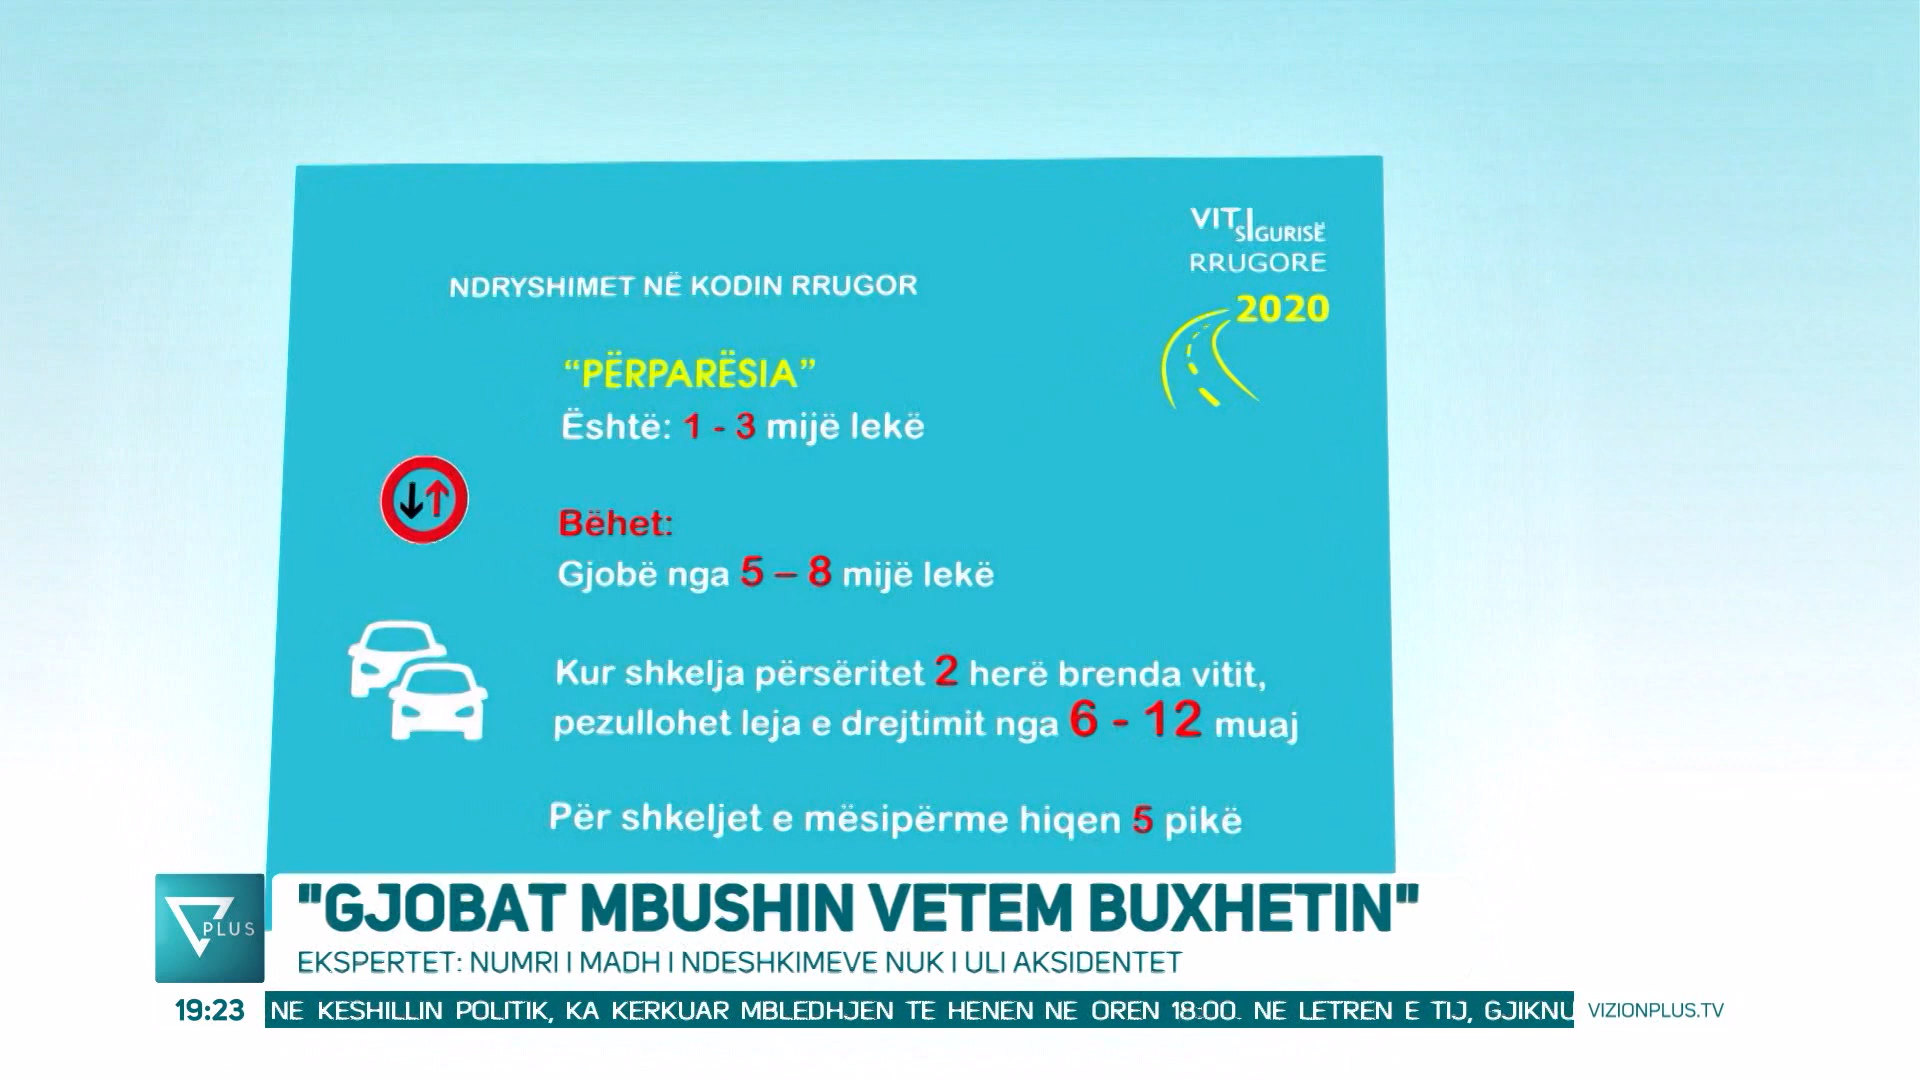 VITI SIGURISË
RRUGORE
2020
NDRYSHIMET NË KODIN RRUGOR
“PËRPARËSIA”
Është: 1 - 3 mijë lekë
Bëhet:
Gjobë nga 5 – 8 mijë lekë
Kur shkelja përsëritet 2 herë brenda vitit,
pezullohet leja e drejtimit nga 6 - 12 muaj
Për shkeljet e mësipërme hiqen 5 pikë
PLUS
"GJOBAT MBUSHIN VETEM BUXHETIN"
EKSPERTET: NUMRI I MADH I NDESHKIMEVE NUK I ULI AKSIDENTET
19:23
NE KESHILLIN POLITIK, KA KERKUAR MBLEDHJEN TE HENEN NE OREN 18:00. NE LETREN E TIJ, GJIKNU
VIZIONPLUS.TV